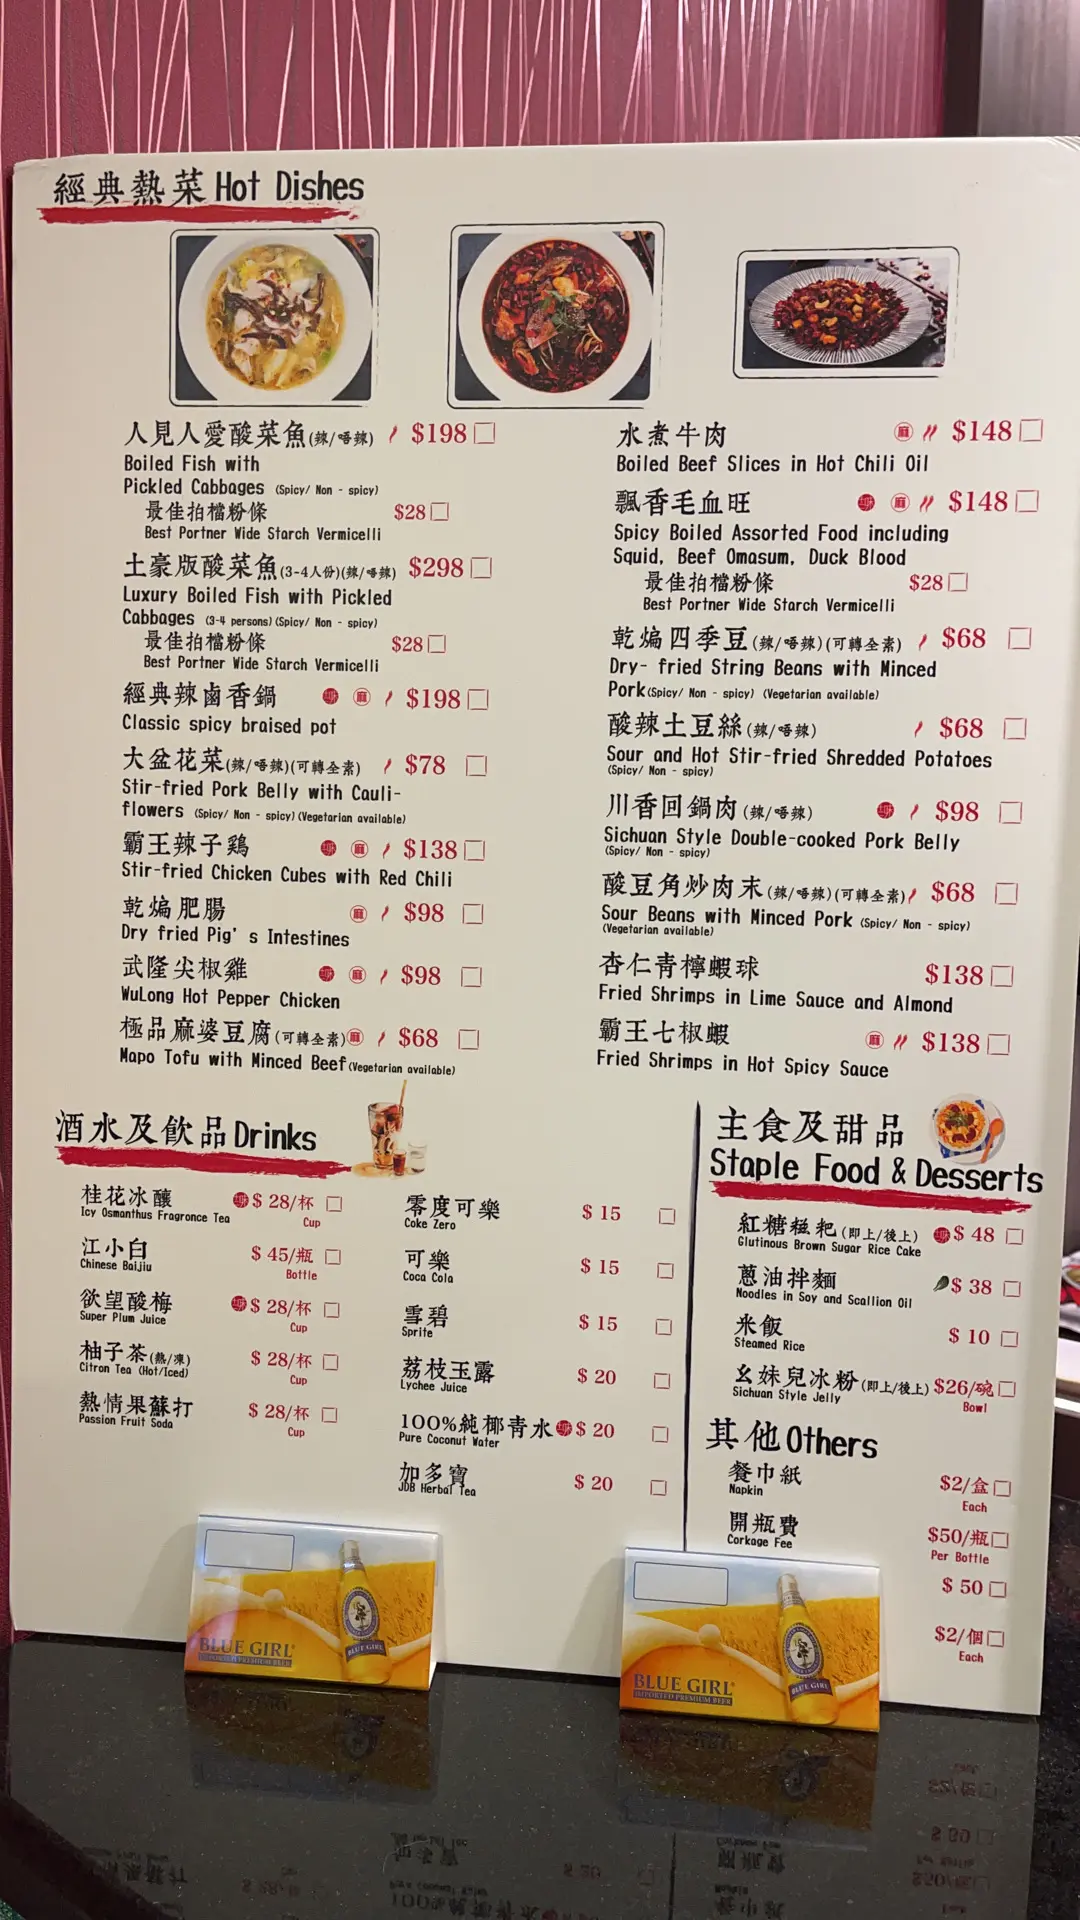 經典熱菜 Hot Dishes
人見人愛酸菜魚(辣/唔辣) $198
Boiled Fish with
Pickled Cabbages (Spicy/ Non - spicy)
最佳拍檔粉條 $28
Best Portner Wide Starch Vermicelli
土豪版酸菜魚(3-4人份)(辣/唔辣) $298
Luxury Boiled Fish with Pickled
Cabbages (3-4 persons)(Spicy/ Non - spicy)
最佳拍檔粉條 $28
Best Portner Wide Starch Vermicelli
經典辣鹵香鍋 麻 $198
Classic spicy braised pot
大盆花菜(辣/唔辣)(可轉全素) $78
Stir-fried Pork Belly with Cauli-
flowers (Spicy/ Non - spicy)(Vegetarian available)
霸王辣子鷄 麻 $138
Stir-fried Chicken Cubes with Red Chili
乾煸肥腸 麻 $98
Dry fried Pig's Intestines
武隆尖椒雞 麻 $98
WuLong Hot Pepper Chicken
極品麻婆豆腐(可轉全素) 麻 $68
Mapo Tofu with Minced Beef(Vegetarian available)
水煮牛肉 麻 $148
Boiled Beef Slices in Hot Chili Oil
飄香毛血旺 麻 $148
Spicy Boiled Assorted Food including
Squid, Beef Omasum, Duck Blood
最佳拍檔粉條 $28
Best Portner Wide Starch Vermicelli
乾煸四季豆(辣/唔辣)(可轉全素) $68
Dry- fried String Beans with Minced
Pork(Spicy/ Non - spicy) (Vegetarian available)
酸辣土豆絲(辣/唔辣) $68
Sour and Hot Stir-fried Shredded Potatoes
(Spicy/ Non - spicy)
川香回鍋肉(辣/唔辣) $98
Sichuan Style Double-cooked Pork Belly
(Spicy/ Non - spicy)
酸豆角炒肉末(辣/唔辣)(可轉全素) $68
Sour Beans with Minced Pork (Spicy/ Non - spicy)
(Vegetarian available)
杏仁青檸蝦球 $138
Fried Shrimps in Lime Sauce and Almond
霸王七椒蝦 麻 $138
Fried Shrimps in Hot Spicy Sauce
酒水及飲品 Drinks
桂花冰釀 $ 28/杯
Icy Osmanthus Fragronce Tea Cup
江小白 $ 45/瓶
Chinese Baijiu Bottle
欲望酸梅 $ 28/杯
Super Plum Juice Cup
柚子茶(熱/凍) $ 28/杯
Citron Tea (Hot/Iced) Cup
熱情果蘇打 $ 28/杯
Passion Fruit Soda Cup
零度可樂 $ 15
Coke Zero
可樂 $ 15
Coca Cola
雪碧 $ 15
Sprite
荔枝玉露 $ 20
Lychee Juice
100%純椰青水 $ 20
Pure Coconut Water
加多寶 $ 20
JDB Herbal Tea
主食及甜品
Staple Food & Desserts
紅糖糍粑(即上/後上) $ 48
Glutinous Brown Sugar Rice Cake
蔥油拌麵 $ 38
Noodles in Soy and Scallion Oil
米飯 $ 10
Steamed Rice
幺妹兒冰粉(即上/後上) $26/碗
Sichuan Style Jelly Bowl
其他 Others
餐巾紙 $2/盒
Napkin Each
開瓶費 $50/瓶
Corkage Fee Per Bottle
$ 50
$2/個
Each
BLUE GIRL
IMPORTED PREMIUM BEER
BLUE GIRL
BLUE GIRL
IMPORTED PREMIUM BEER
BLUE GIRL